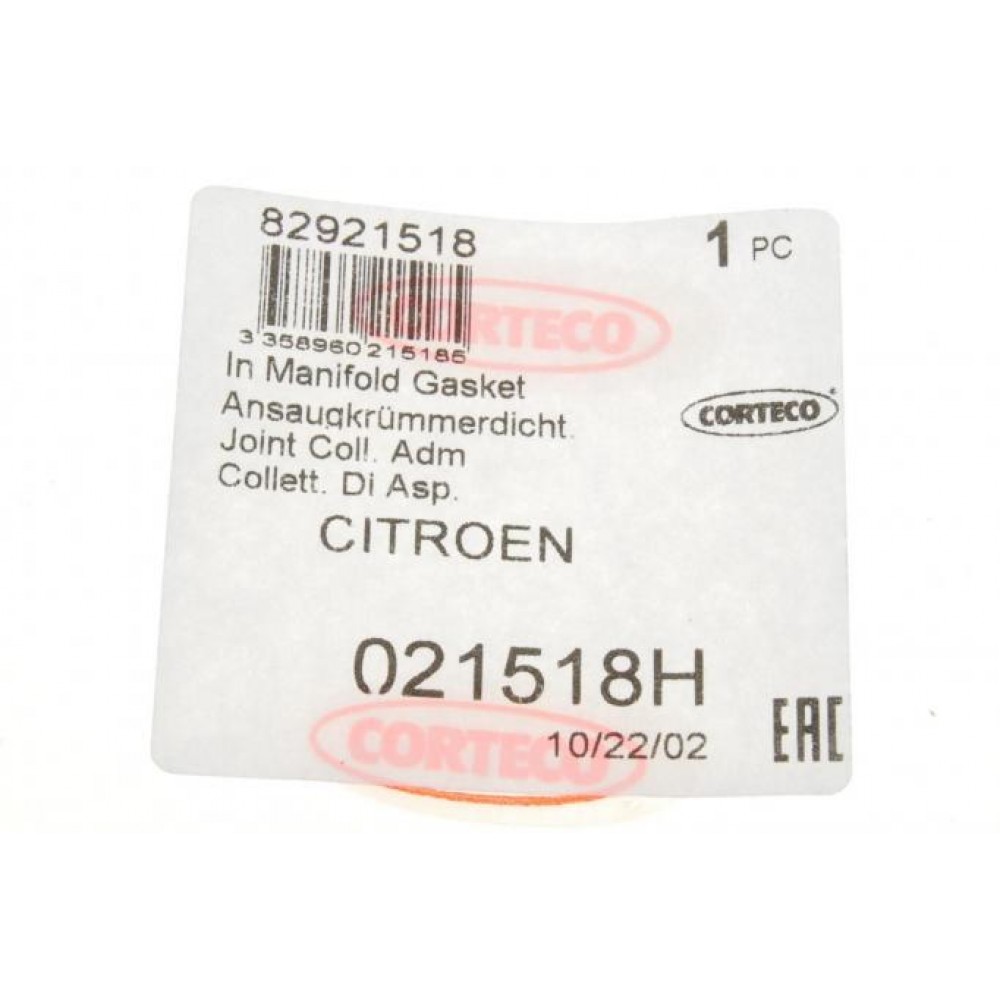 82921518
1 PC
CORTECO
3 358960 215186
In Manifold Gasket
Ansaugkrümmerdicht.
CORTECO
Joint Coll. Adm
Collett. Di Asp.
CITROEN
021518H
CORTECO
10/22/02
EAC